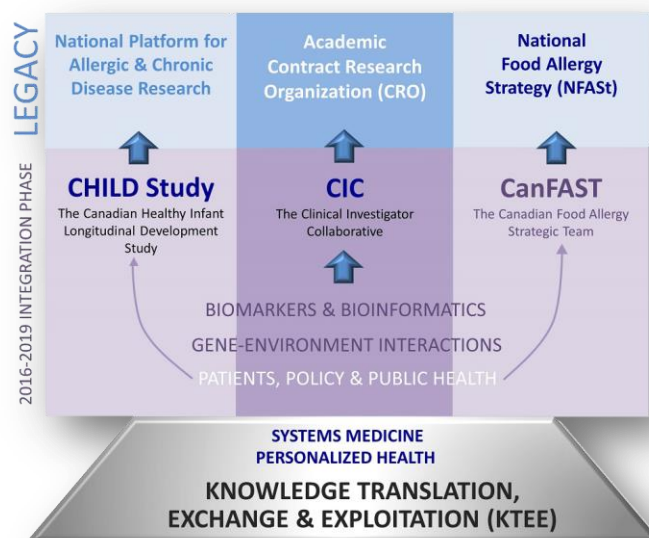 LEGACY
National Platform for
Allergic & Chronic
Disease Research
Academic
Contract Research
Organization (CRO)
National
Food Allergy
Strategy (NFASt)
2016-2019 INTEGRATION PHASE
CHILD Study
The Canadian Healthy Infant
Longitudinal Development
Study
CIC
The Clinical Investigator
Collaborative
CanFAST
The Canadian Food Allergy
Strategic Team
BIOMARKERS & BIOINFORMATICS
GENE-ENVIRONMENT INTERACTIONS
PATIENTS, POLICY & PUBLIC HEALTH
SYSTEMS MEDICINE
PERSONALIZED HEALTH
KNOWLEDGE TRANSLATION,
EXCHANGE & EXPLOITATION (KTEE)